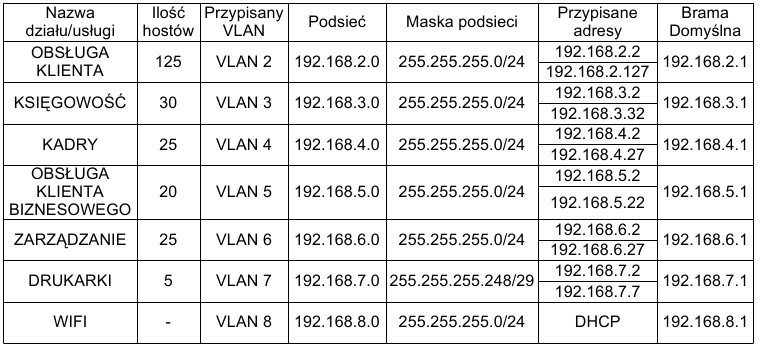 Nazwa działu/usługi Ilość hostów Przypisany VLAN Podsieć Maska podsieci Przypisane adresy Brama Domyślna
OBSŁUGA KLIENTA 125 VLAN 2 192.168.2.0 255.255.255.0/24 192.168.2.2 192.168.2.127 192.168.2.1
KSIĘGOWOŚĆ 30 VLAN 3 192.168.3.0 255.255.255.0/24 192.168.3.2 192.168.3.32 192.168.3.1
KADRY 25 VLAN 4 192.168.4.0 255.255.255.0/24 192.168.4.2 192.168.4.27 192.168.4.1
OBSŁUGA KLIENTA BIZNESOWEGO 20 VLAN 5 192.168.5.0 255.255.255.0/24 192.168.5.2 192.168.5.22 192.168.5.1
ZARZĄDZANIE 25 VLAN 6 192.168.6.0 255.255.255.0/24 192.168.6.2 192.168.6.27 192.168.6.1
DRUKARKI 5 VLAN 7 192.168.7.0 255.255.255.248/29 192.168.7.2 192.168.7.7 192.168.7.1
WIFI - VLAN 8 192.168.8.0 255.255.255.0/24 DHCP 192.168.8.1